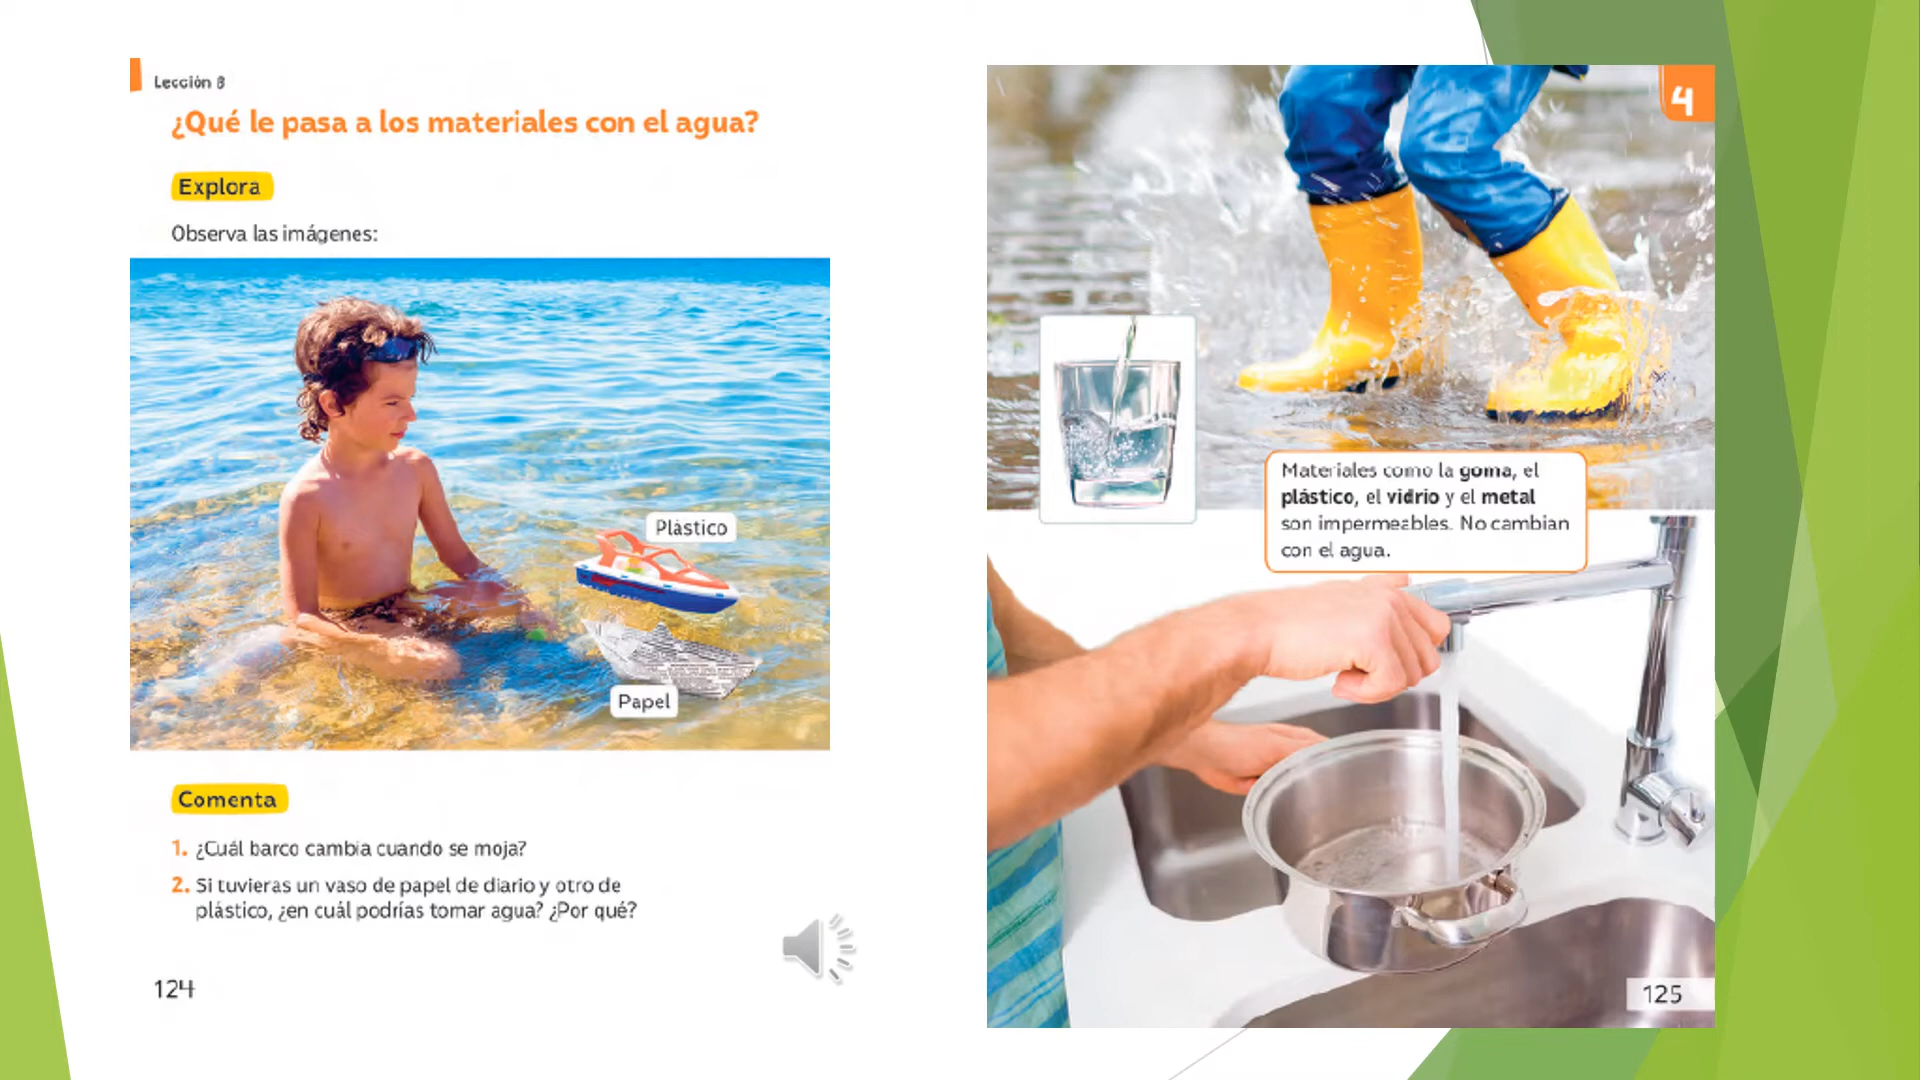 Lección 8
¿Qué le pasa a los materiales con el agua?
Explora
Observa las imágenes:
Plástico
Papel
Comenta
1. ¿Cuál barco cambia cuando se moja?
2. Si tuvieras un vaso de papel de diario y otro de
plástico, ¿en cuál podrías tomar agua? ¿Por qué?
124
4
Materiales como la goma, el
plástico, el vidrio y el metal
son impermeables. No cambian
con el agua.
125